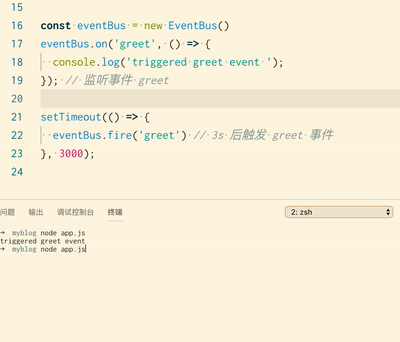 15
16 const eventBus = new EventBus()
17 eventBus.on('greet', () => {
18 console.log('triggered greet event ');
19 }); // 监听事件 greet
20
21 setTimeout(() => {
22 eventBus.fire('greet') // 3s 后触发 greet 事件
23 }, 3000);
24
问题 输出 调试控制台 终端 2: zsh
→ myblog node app.js
triggered greet event
→ myblog node app.js